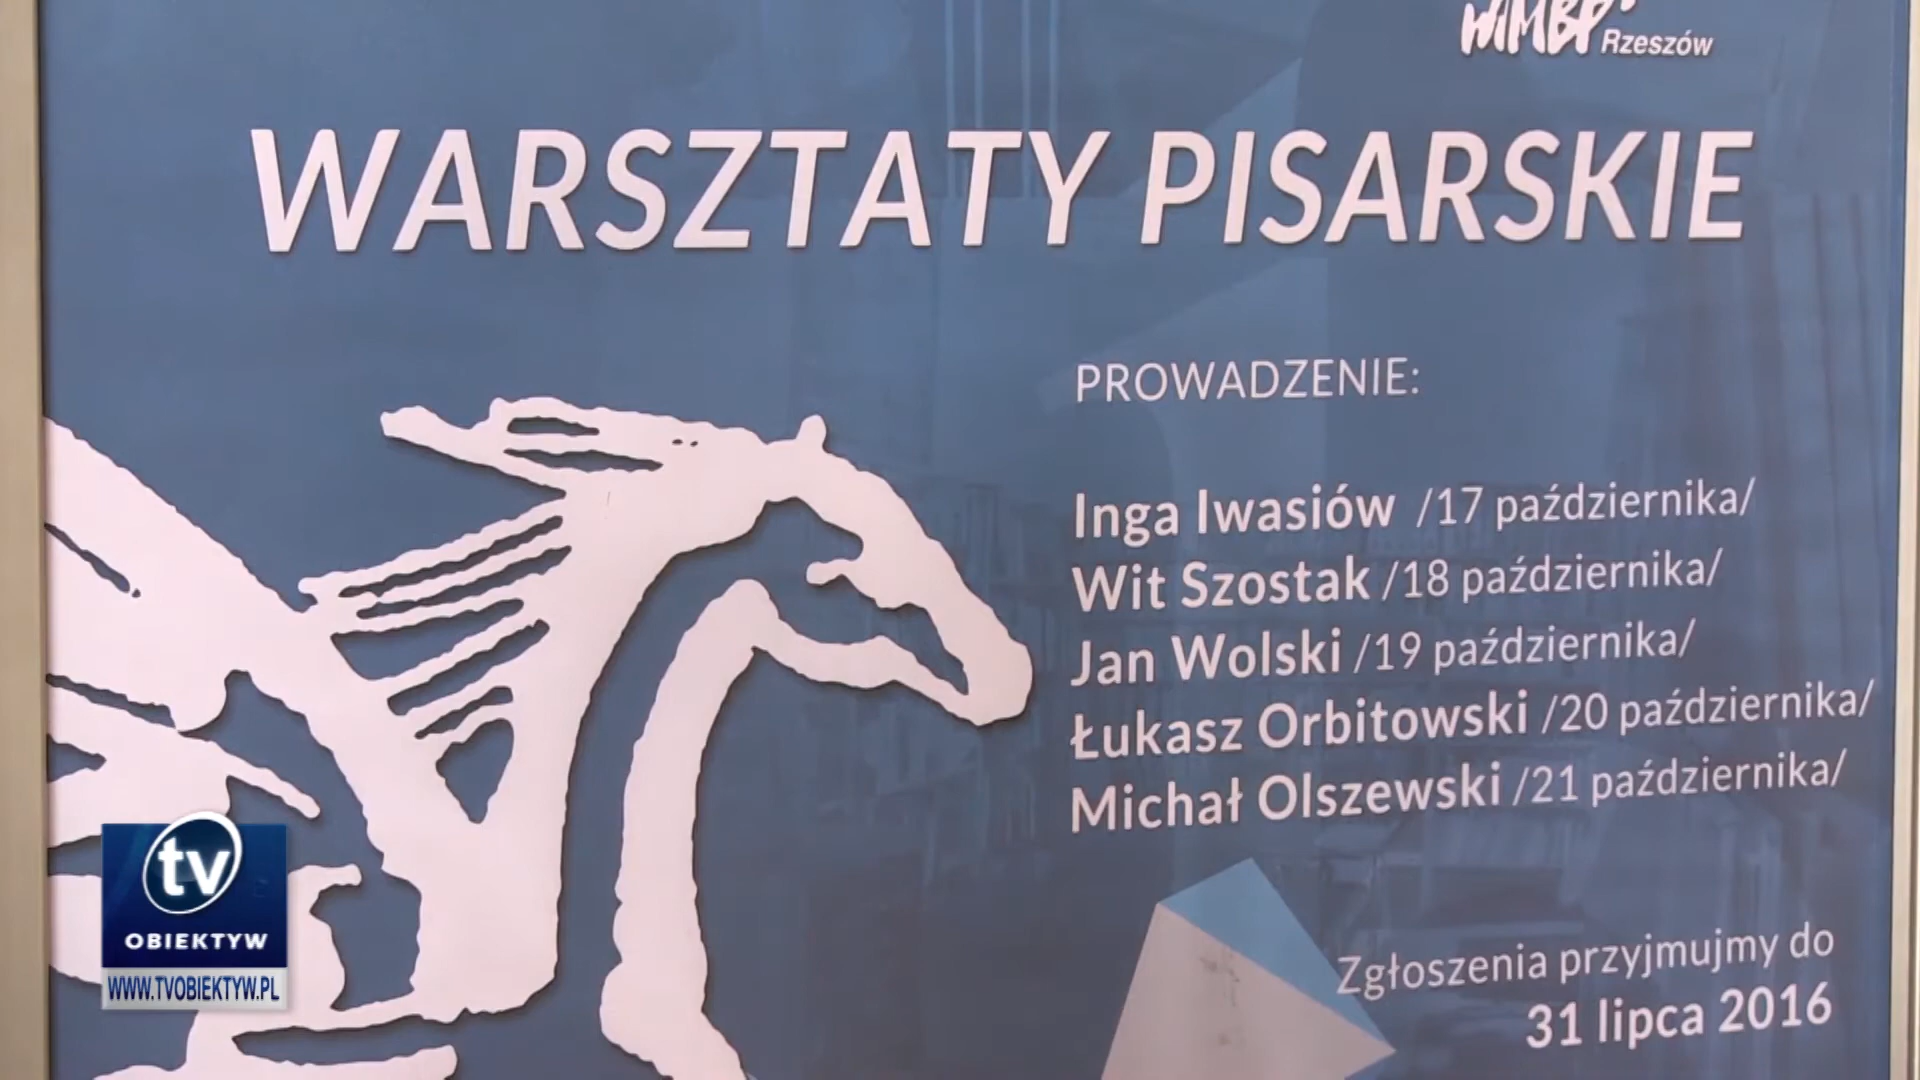 WiMBP
Rzeszów
WARSZTATY PISARSKIE
PROWADZENIE:
Inga Iwasiów /17 października/
Wit Szostak /18 października/
Jan Wolski /19 października/
Łukasz Orbitowski /20 października/
Michał Olszewski /21 października/
Zgłoszenia przyjmujmy do
31 lipca 2016
tv
OBIEKTYW
WWW.TVOBIEKTYW.PL